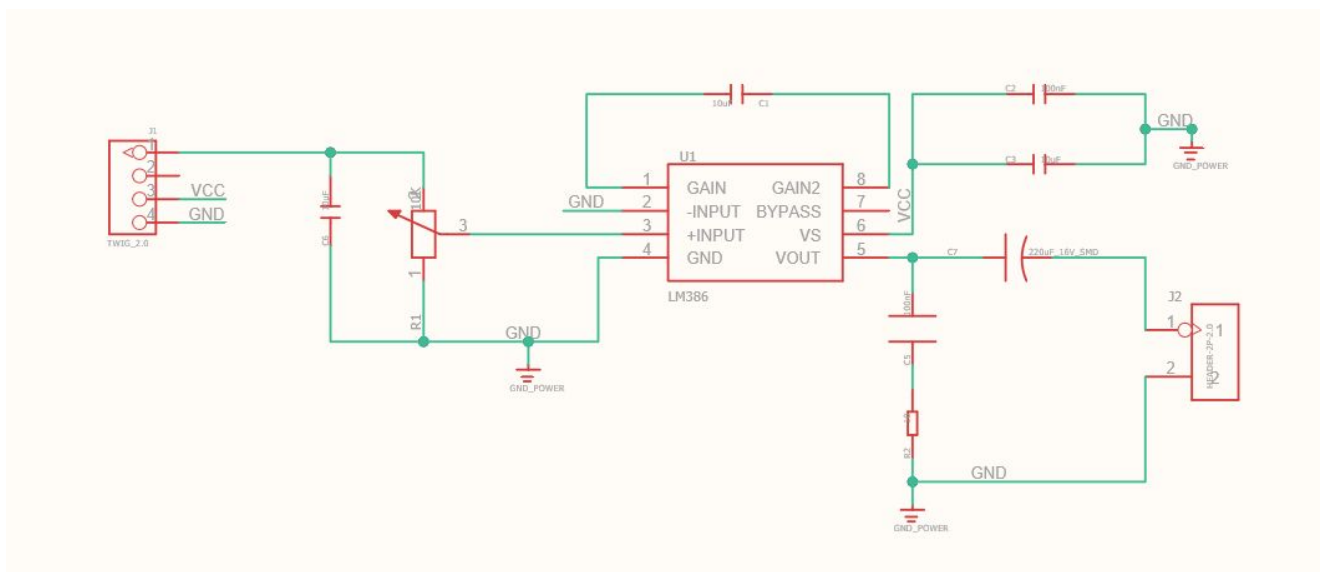 J1
1
2
3
4
VCC
GND
TWIG_2.0
C6
10K
3
1
R1
GND
GND_POWER
10uF
C1
U1
1
2
3
4
GAIN
-INPUT
+INPUT
GND
GAIN2
BYPASS
VS
VOUT
8
7
6
5
GND
LM386
VCC
C2
100nF
C3
10uF
GND
GND_POWER
C7
220uF_16V_SMD
100nF
C5
R2
GND
GND_POWER
J2
1
2
HEADER-2P-2.0
1
2